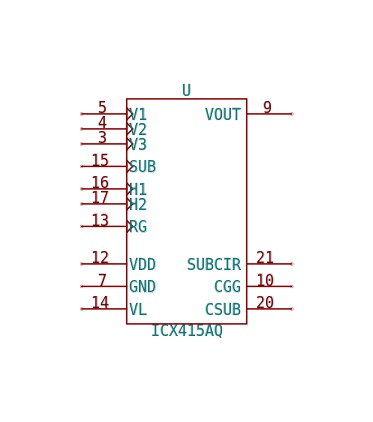 U
5 V1 VOUT 9
4 V2
3 V3
15 SUB
16 H1
17 H2
13 RG
12 VDD SUBCIR 21
7 GND CGG 10
14 VL CSUB 20
ICX415AQ